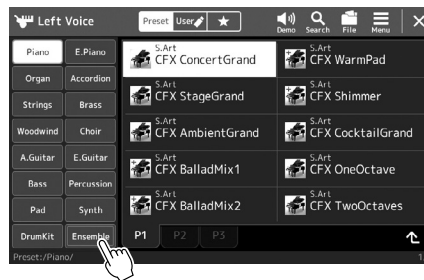 Left Voice
Preset User ★
Demo Search File Menu
Piano E.Piano
Organ Accordion
Strings Brass
Woodwind Choir
A.Guitar E.Guitar
Bass Percussion
Pad Synth
DrumKit Ensemble
S.Art
CFX ConcertGrand
S.Art
CFX WarmPad
S.Art
CFX StageGrand
S.Art
CFX Shimmer
S.Art
CFX AmbientGrand
S.Art
CFX CocktailGrand
S.Art
CFX BalladMix1
S.Art
CFX OneOctave
S.Art
CFX BalladMix2
S.Art
CFX TwoOctaves
P1 P2 P3
Preset:/Piano/